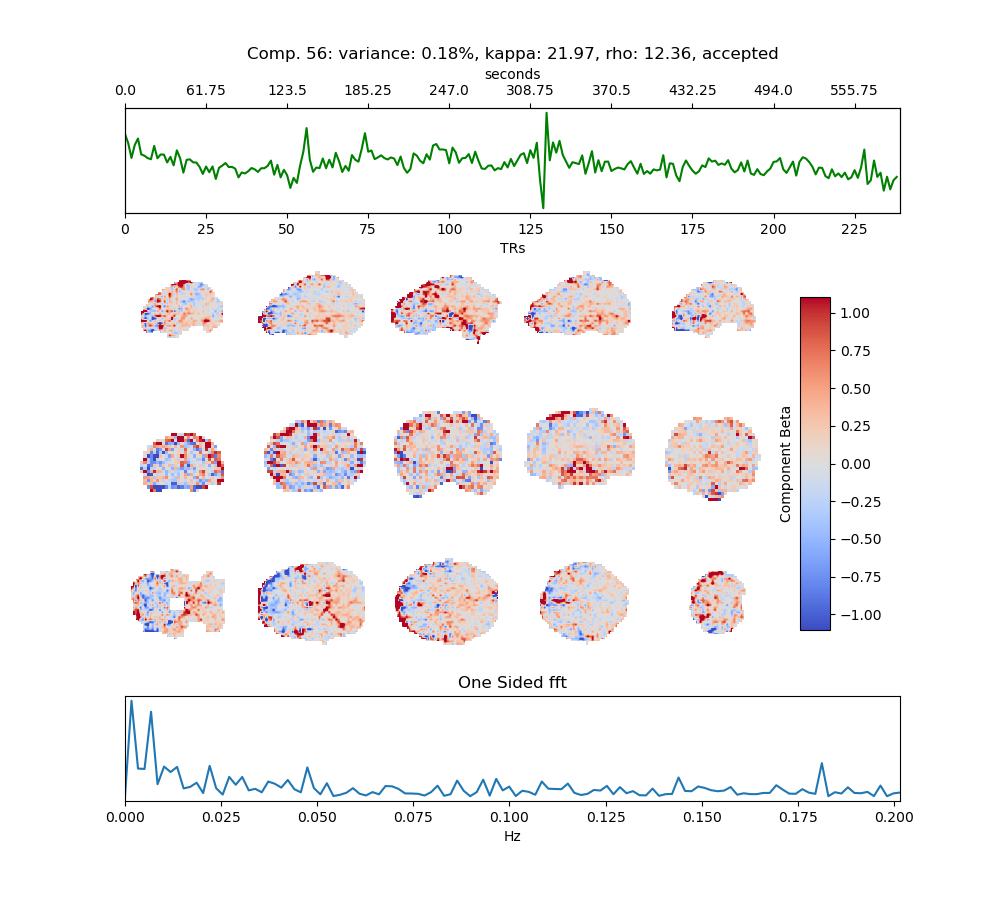 Comp. 56: variance: 0.18%, kappa: 21.97, rho: 12.36, accepted
seconds
0.0 61.75 123.5 185.25 247.0 308.75 370.5 432.25 494.0 555.75
0 25 50 75 100 125 150 175 200 225
TRs
1.00
0.75
0.50
0.25
0.00
−0.25
−0.50
−0.75
−1.00
Component Beta
One Sided fft
0.000 0.025 0.050 0.075 0.100 0.125 0.150 0.175 0.200
Hz